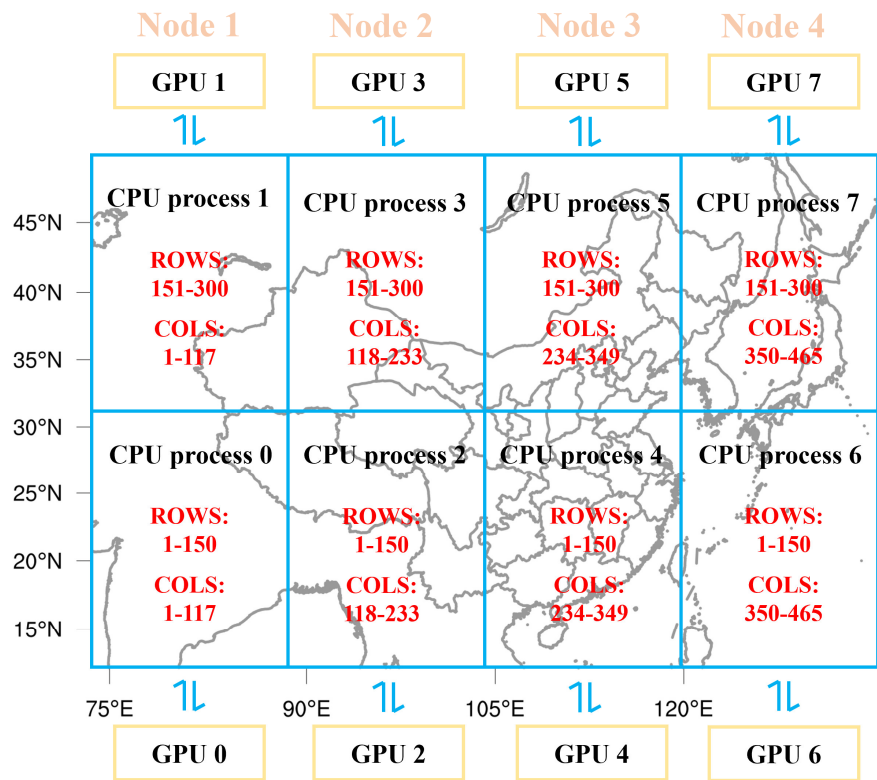 Node 1 Node 2 Node 3 Node 4
GPU 1 GPU 3 GPU 5 GPU 7
CPU process 1 CPU process 3 CPU process 5 CPU process 7
45°N
ROWS: ROWS: ROWS: ROWS:
151-300 151-300 151-300 151-300
40°N
COLS: COLS: COLS: COLS:
1-117 118-233 234-349 350-465
35°N
30°N
CPU process 0 CPU process 2 CPU process 4 CPU process 6
25°N
ROWS: ROWS: ROWS: ROWS:
1-150 1-150 1-150 1-150
20°N
COLS: COLS: COLS: COLS:
1-117 118-233 234-349 350-465
15°N
75°E 90°E 105°E 120°E
GPU 0 GPU 2 GPU 4 GPU 6